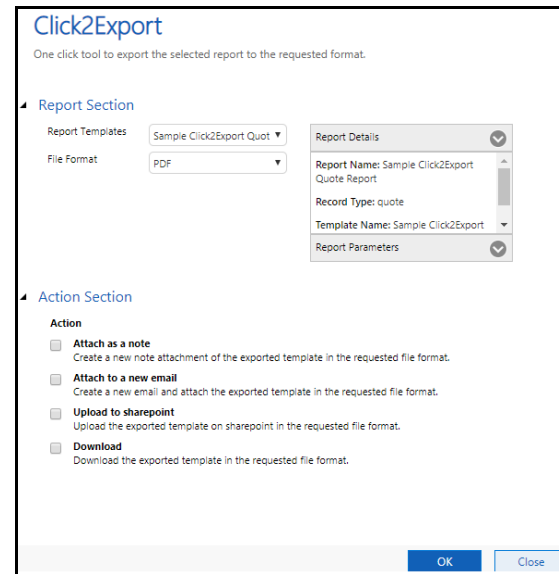 Click2Export
One click tool to export the selected report to the requested format.
Report Section
Report Templates
Sample Click2Export Quot
File Format
PDF
Report Details
Report Name: Sample Click2Export
Quote Report
Record Type: quote
Template Name: Sample Click2Export
Report Parameters
Action Section
Action
Attach as a note
Create a new note attachment of the exported template in the requested file format.
Attach to a new email
Create a new email and attach the exported template in the requested file format.
Upload to sharepoint
Upload the exported template on sharepoint in the requested file format.
Download
Download the exported template in the requested file format.
OK
Close